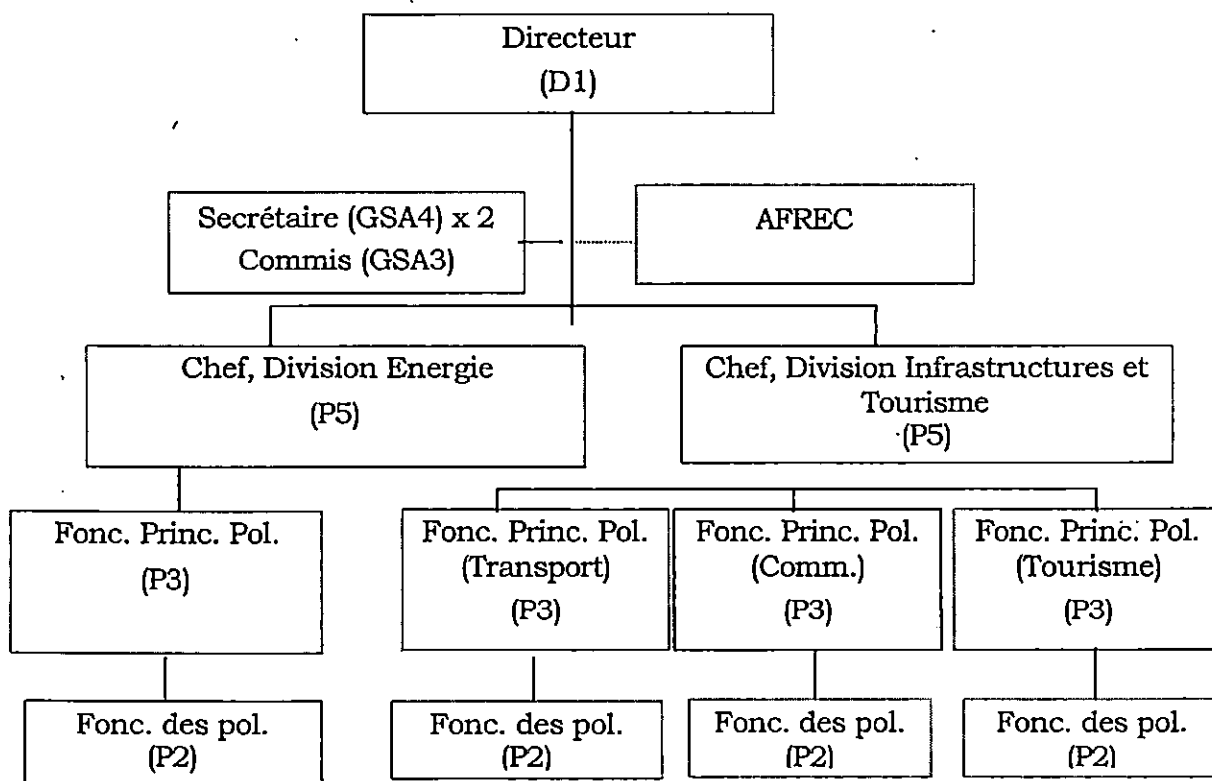 Directeur
(D1)
Secrétaire (GSA4) x 2
Commis (GSA3)
AFREC
Chef, Division Energie
(P5)
Chef, Division Infrastructures et
Tourisme
(P5)
Fonc. Princ. Pol.
(P3)
Fonc. Princ. Pol.
(Transport)
(P3)
Fonc. Princ. Pol.
(Comm.)
(P3)
Fonc. Princ. Pol.
(Tourisme)
(P3)
Fonc. des pol.
(P2)
Fonc. des pol.
(P2)
Fonc. des pol.
(P2)
Fonc. des pol.
(P2)